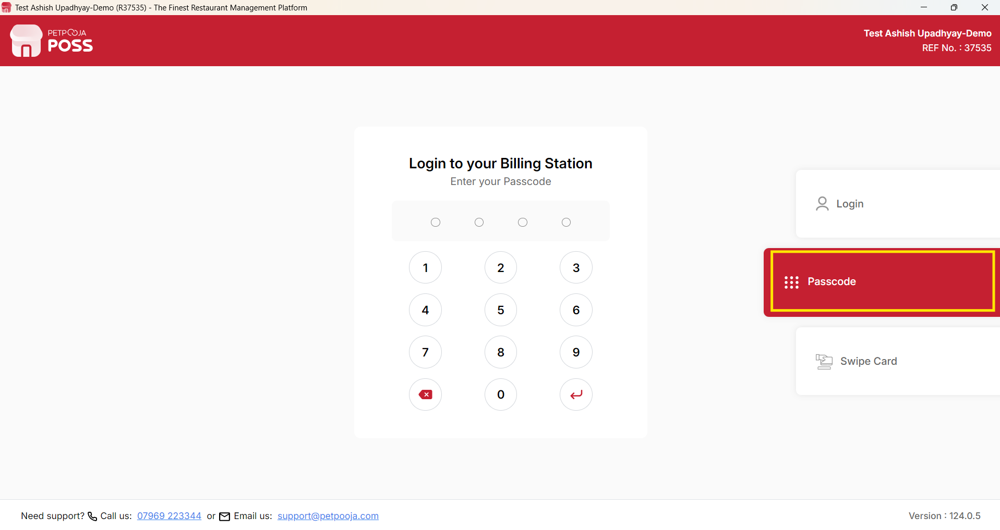 Test Ashish Upadhyay-Demo (R37535) - The Finest Restaurant Management Platform
PETPOOJA
POSS
Test Ashish Upadhyay-Demo
REF No. : 37535
Login to your Billing Station
Enter your Passcode
1 2 3
4 5 6
7 8 9
0
Login
Passcode
Swipe Card
Need support? Call us: 07969 223344 or Email us: support@petpooja.com
Version : 124.0.5